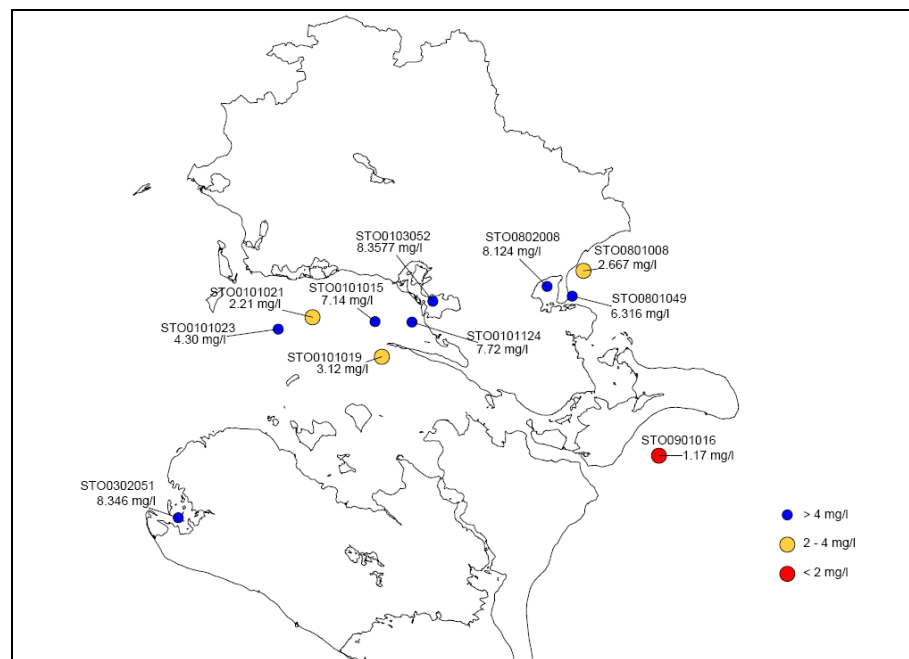 STO0103052
8.3577 mg/l
STO0802008
8.124 mg/l
STO0801008
2.667 mg/l
STO0101021
2.21 mg/l
STO0101015
7.14 mg/l
STO0801049
6.316 mg/l
STO0101023
4.30 mg/l
STO0101124
7.72 mg/l
STO0101019
3.12 mg/l
STO0901016
1.17 mg/l
STO0302051
8.346 mg/l
> 4 mg/l
2 - 4 mg/l
< 2 mg/l